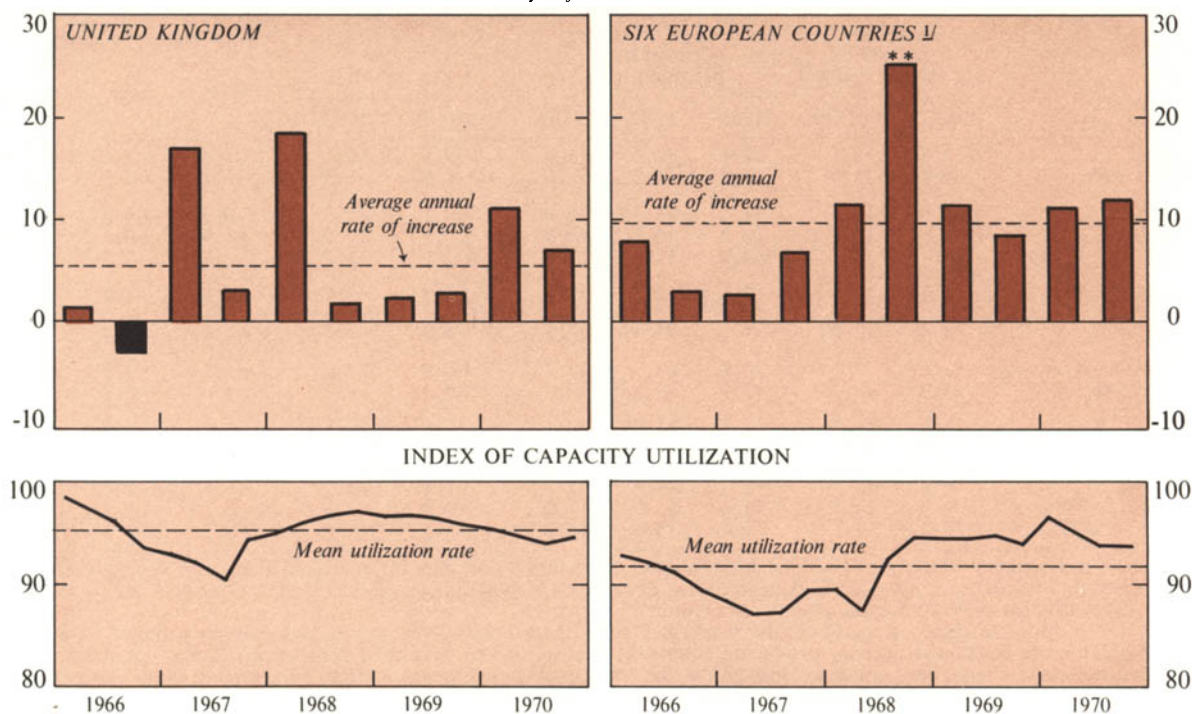 30
UNITED KINGDOM
20
Average annual
rate of increase
10
0
-10
SIX EUROPEAN COUNTRIES 1/
**
30
20
Average annual
rate of increase
10
0
-10
INDEX OF CAPACITY UTILIZATION
100
Mean utilization rate
90
80
1966 1967 1968 1969 1970
100
Mean utilization rate
90
80
1966 1967 1968 1969 1970